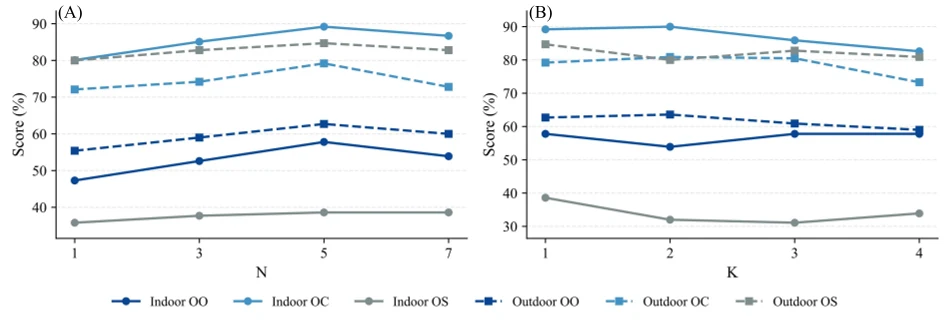 (A)
90
80
70
60
50
40
Score (%)
1 3 5 7
N
(B)
90
80
70
60
50
40
30
Score (%)
1 2 3 4
K
Indoor OO Indoor OC Indoor OS Outdoor OO Outdoor OC Outdoor OS